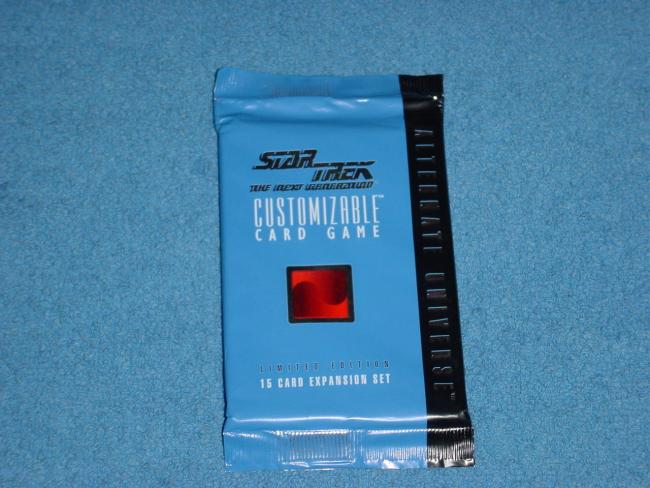 STAR TREK
THE NEXT GENERATION
CUSTOMIZABLE™
CARD GAME
LIMITED EDITION
15 CARD EXPANSION SET
ALTERNATE UNIVERSE™